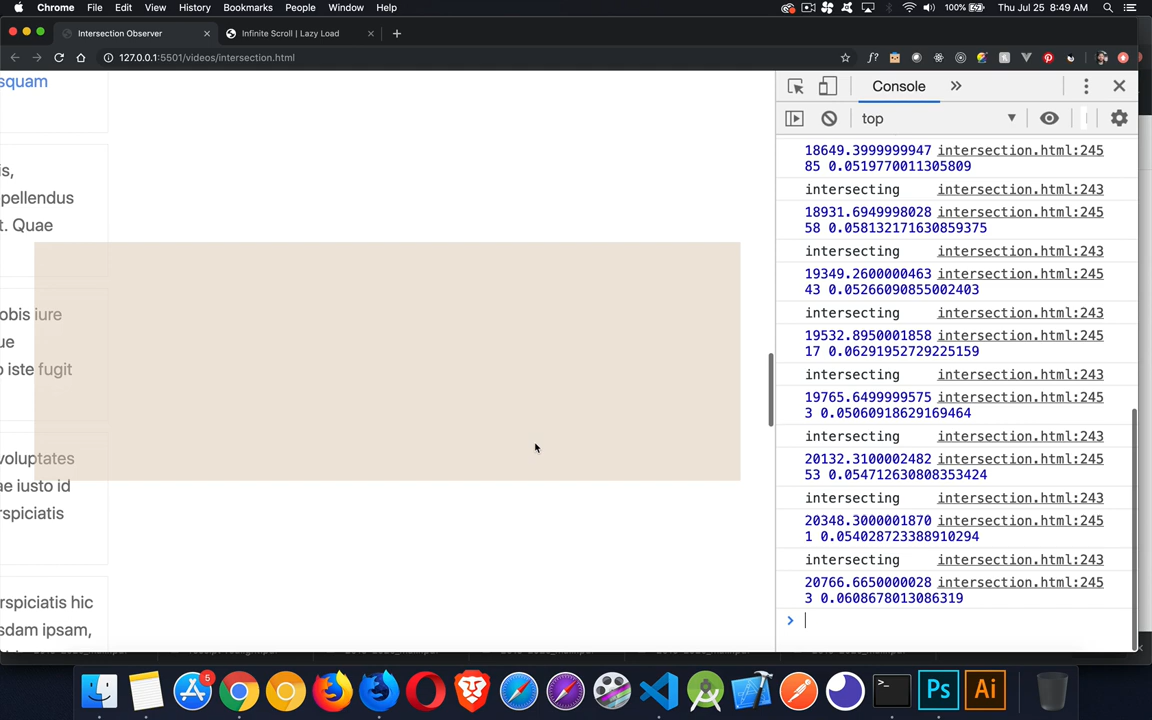 Chrome File Edit View History Bookmarks People Window Help 100% Thu Jul 25 8:49 AM
Intersection Observer Infinite Scroll | Lazy Load
127.0.0.1:5501/videos/intersection.html f?
squam
is,
pellendus
t. Quae
obis iure
ue
o iste fugit
voluptates
ae iusto id
rspiciatis
rspiciatis hic
sdam ipsam,
Console
top
18649.3999999947 intersection.html:245
85 0.0519770011305809
intersecting intersection.html:243
18931.6949998028 intersection.html:245
58 0.058132171630859375
intersecting intersection.html:243
19349.2600000463 intersection.html:245
43 0.05266090855002403
intersecting intersection.html:243
19532.8950001858 intersection.html:245
17 0.06291952729225159
intersecting intersection.html:243
19765.6499999575 intersection.html:245
3 0.05060918629169464
intersecting intersection.html:243
20132.3100002482 intersection.html:245
53 0.054712630808353424
intersecting intersection.html:243
20348.3000001870 intersection.html:245
1 0.054028723388910294
intersecting intersection.html:243
20766.6650000028 intersection.html:245
3 0.0608678013086319
5
Ps
Ai